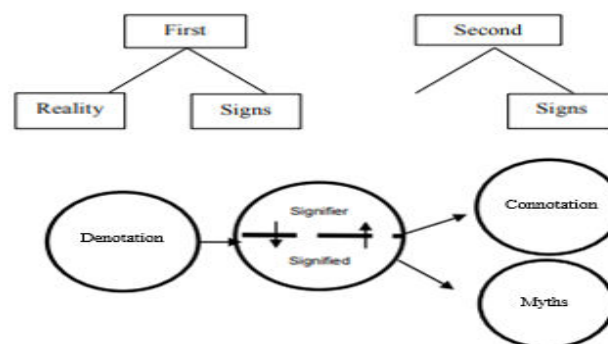 First
Second
Reality
Signs
Signs
Denotation
Signifier
Signified
Connotation
Myths